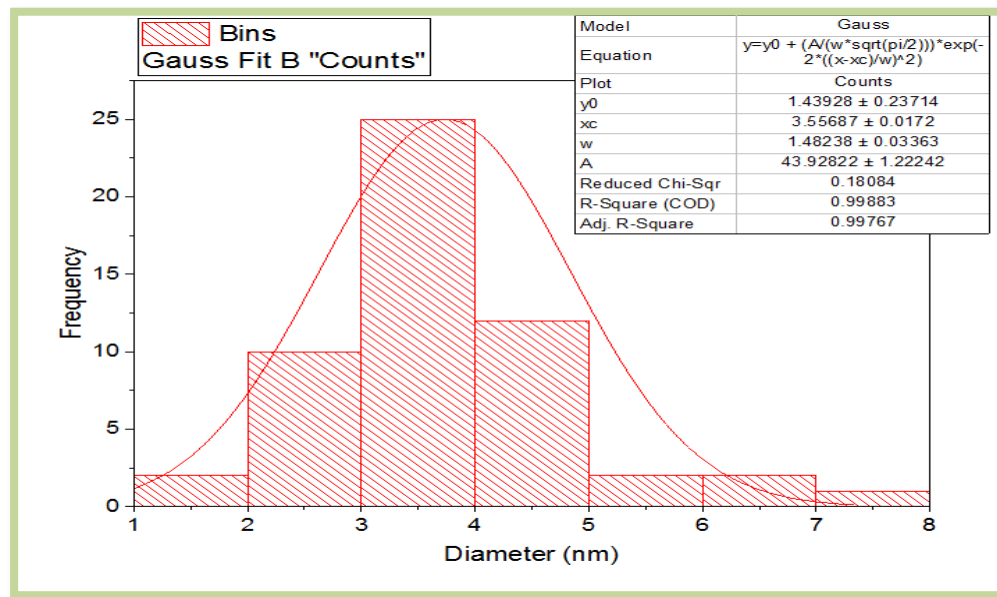 Bins
Gauss Fit B "Counts"
Model Gauss
Equation y=y0 + (A/(w*sqrt(pi/2)))*exp(-
2*((x-xc)/w)^2)
Plot Counts
y0 1.43928 ± 0.23714
xc 3.55687 ± 0.0172
w 1.48238 ± 0.03363
A 43.92822 ± 1.22242
Reduced Chi-Sqr 0.18084
R-Square (COD) 0.99883
Adj. R-Square 0.99767
25
20
15
10
5
0
Frequency
1 2 3 4 5 6 7 8
Diameter (nm)